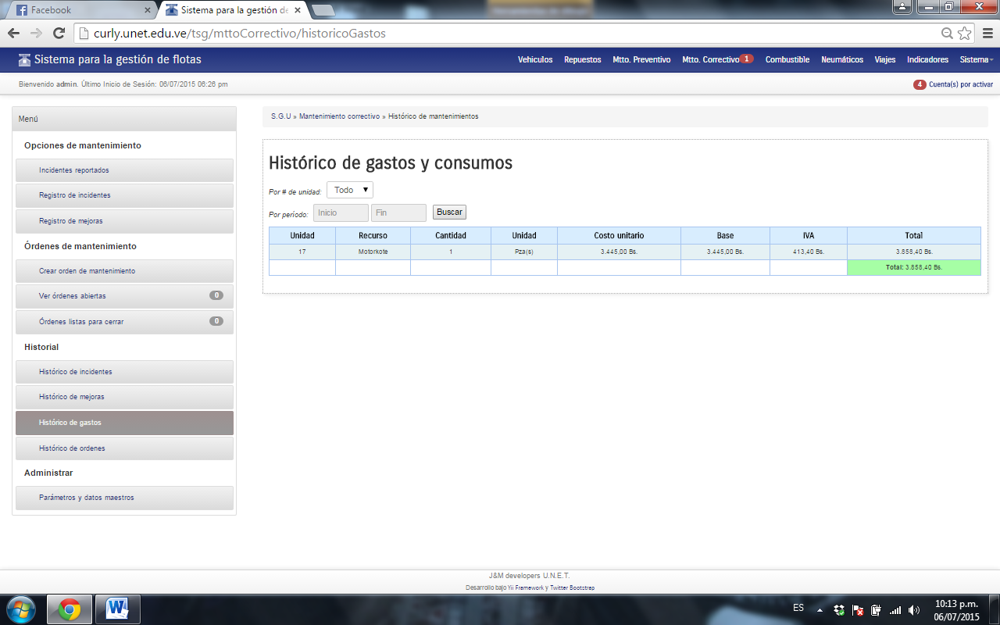 Facebook
Sistema para la gestión de
curly.unet.edu.ve/tsg/mttoCorrectivo/historicoGastos
Sistema para la gestión de flotas
Vehiculos Repuestos Mtto. Preventivo Mtto. Correctivo 1 Combustible Neumáticos Viajes Indicadores Sistema
Bienvenido admin. Último Inicio de Sesión: 06/07/2015 06:26 pm
4 Cuenta(s) por activar
Menú
Opciones de mantenimiento
Incidentes reportados
Registro de incidentes
Registro de mejoras
Órdenes de mantenimiento
Crear orden de mantenimiento
Ver órdenes abiertas 0
Órdenes listas para cerrar 0
Historial
Histórico de incidentes
Histórico de mejoras
Histórico de gastos
Histórico de ordenes
Administrar
Parámetros y datos maestros
S.G.U » Mantenimiento correctivo » Histórico de mantenimientos
Histórico de gastos y consumos
Por # de unidad: Todo
Por período: Inicio Fin Buscar
Unidad Recurso Cantidad Unidad Costo unitario Base IVA Total
17 Motorkote 1 Pza(s) 3.445,00 Bs. 3.445,00 Bs. 413,40 Bs. 3.858,40 Bs.
Total: 3.858,40 Bs.
J&M developers U.N.E.T.
Desarrollo bajo Yii Framework y Twitter Bootstrap
ES
10:13 p.m.
06/07/2015